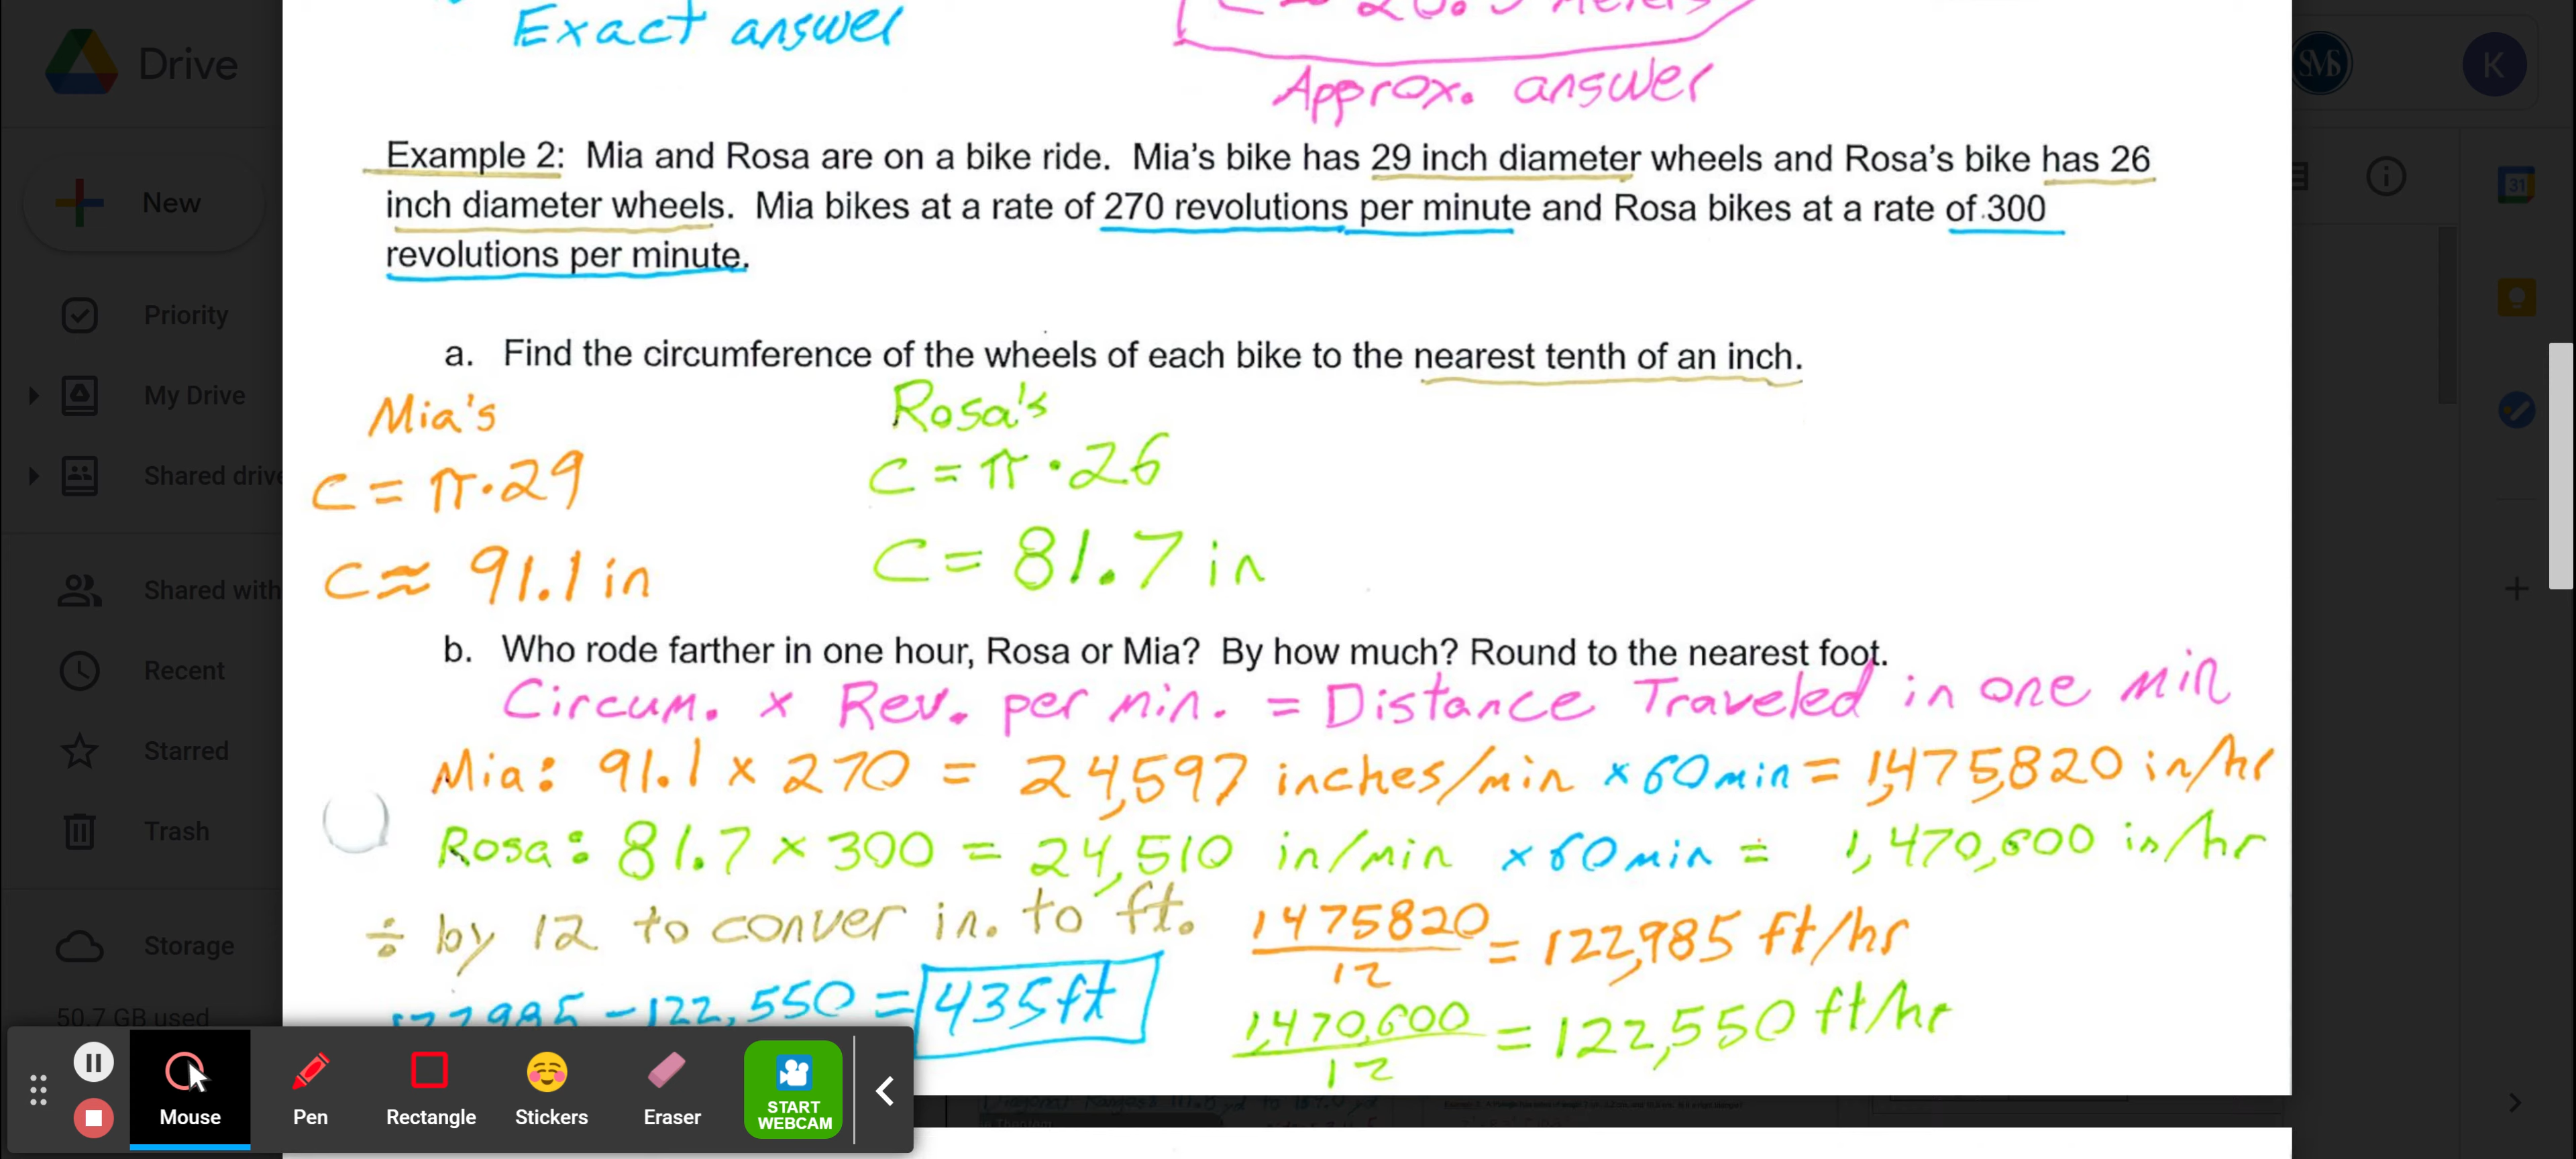 Drive
Exact answer
Approx. answer
SMS
K
Example 2: Mia and Rosa are on a bike ride. Mia's bike has 29 inch diameter wheels and Rosa's bike has 26
inch diameter wheels. Mia bikes at a rate of 270 revolutions per minute and Rosa bikes at a rate of 300
revolutions per minute.
New
31
Priority
a. Find the circumference of the wheels of each bike to the nearest tenth of an inch.
My Drive
Mia's
Rosa's
Shared drive
C = π · 29
C = π · 26
C ≈ 91.1 in
C = 81.7 in
Shared with
b. Who rode farther in one hour, Rosa or Mia? By how much? Round to the nearest foot.
Recent
Circum. × Rev. per min. = Distance Traveled in one min
Starred
Mia: 91.1 × 270 = 24,597 inches/min × 60 min = 1,475,820 in/hr
Trash
Rosa: 81.7 × 300 = 24,510 in/min × 60 min = 1,470,600 in/hr
÷ by 12 to conver in. to ft.
1475820
12
= 122,985 ft/hr
Storage
50.7 GB used
122,985 - 122,550 = 435 ft
1,470,600
12
= 122,550 ft/hr
Mouse
Pen
Rectangle
Stickers
Eraser
START
WEBCAM